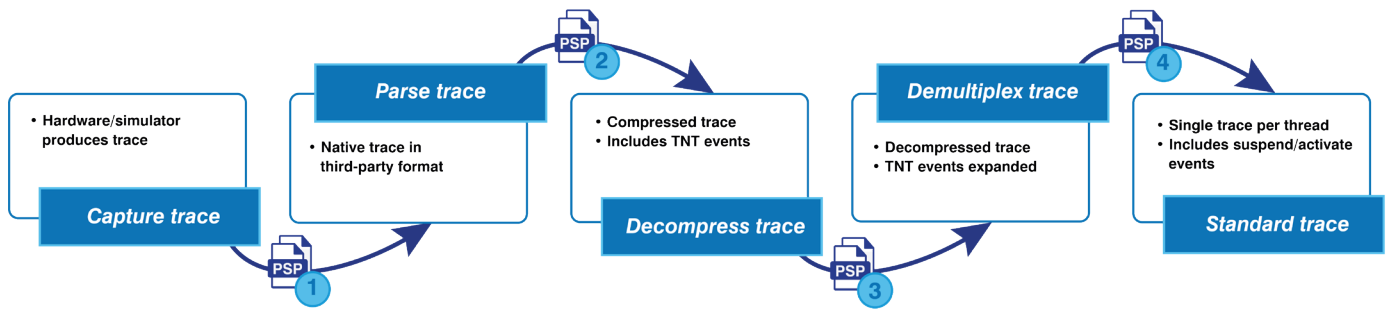 • Hardware/simulator
produces trace
Capture trace
PSP
1
Parse trace
• Native trace in
third-party format
PSP
2
• Compressed trace
• Includes TNT events
Decompress trace
PSP
3
Demultiplex trace
• Decompressed trace
• TNT events expanded
PSP
4
• Single trace per thread
• Includes suspend/activate
events
Standard trace